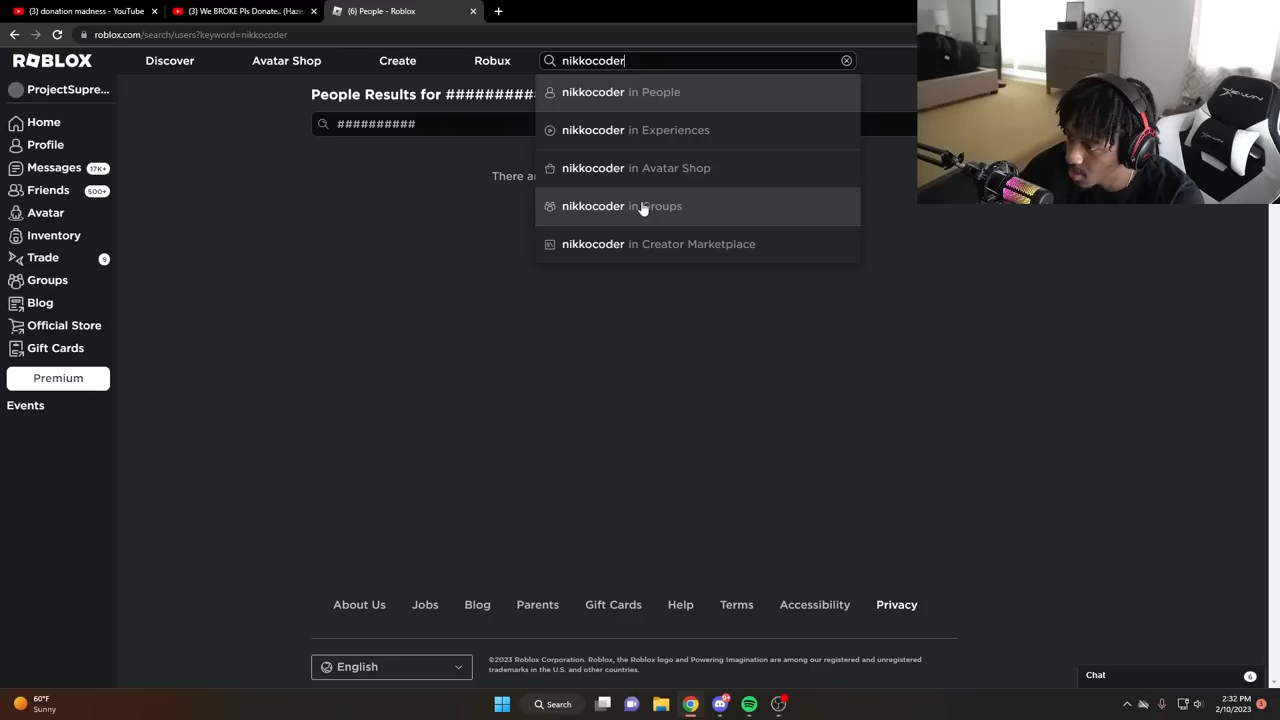 (3) donation madness - YouTube
(3) We BROKE Pls Donate.. (Haze
(6) People - Roblox
roblox.com/search/users?keyword=nikkocoder
ROBLOX
Discover
Avatar Shop
Create
Robux
nikkocoder
ProjectSupre...
Home
Profile
Messages 17K+
Friends 500+
Avatar
Inventory
Trade 9
Groups
Blog
Official Store
Gift Cards
Premium
Events
People Results for ##########
##########
There ar
nikkocoder in People
nikkocoder in Experiences
nikkocoder in Avatar Shop
nikkocoder in Groups
nikkocoder in Creator Marketplace
About Us
Jobs
Blog
Parents
Gift Cards
Help
Terms
Accessibility
Privacy
English
©2023 Roblox Corporation. Roblox, the Roblox logo and Powering Imagination are among our registered and unregistered
trademarks in the U.S. and other countries.
Chat 6
60°F
Sunny
Search
2:32 PM
2/10/2023
3